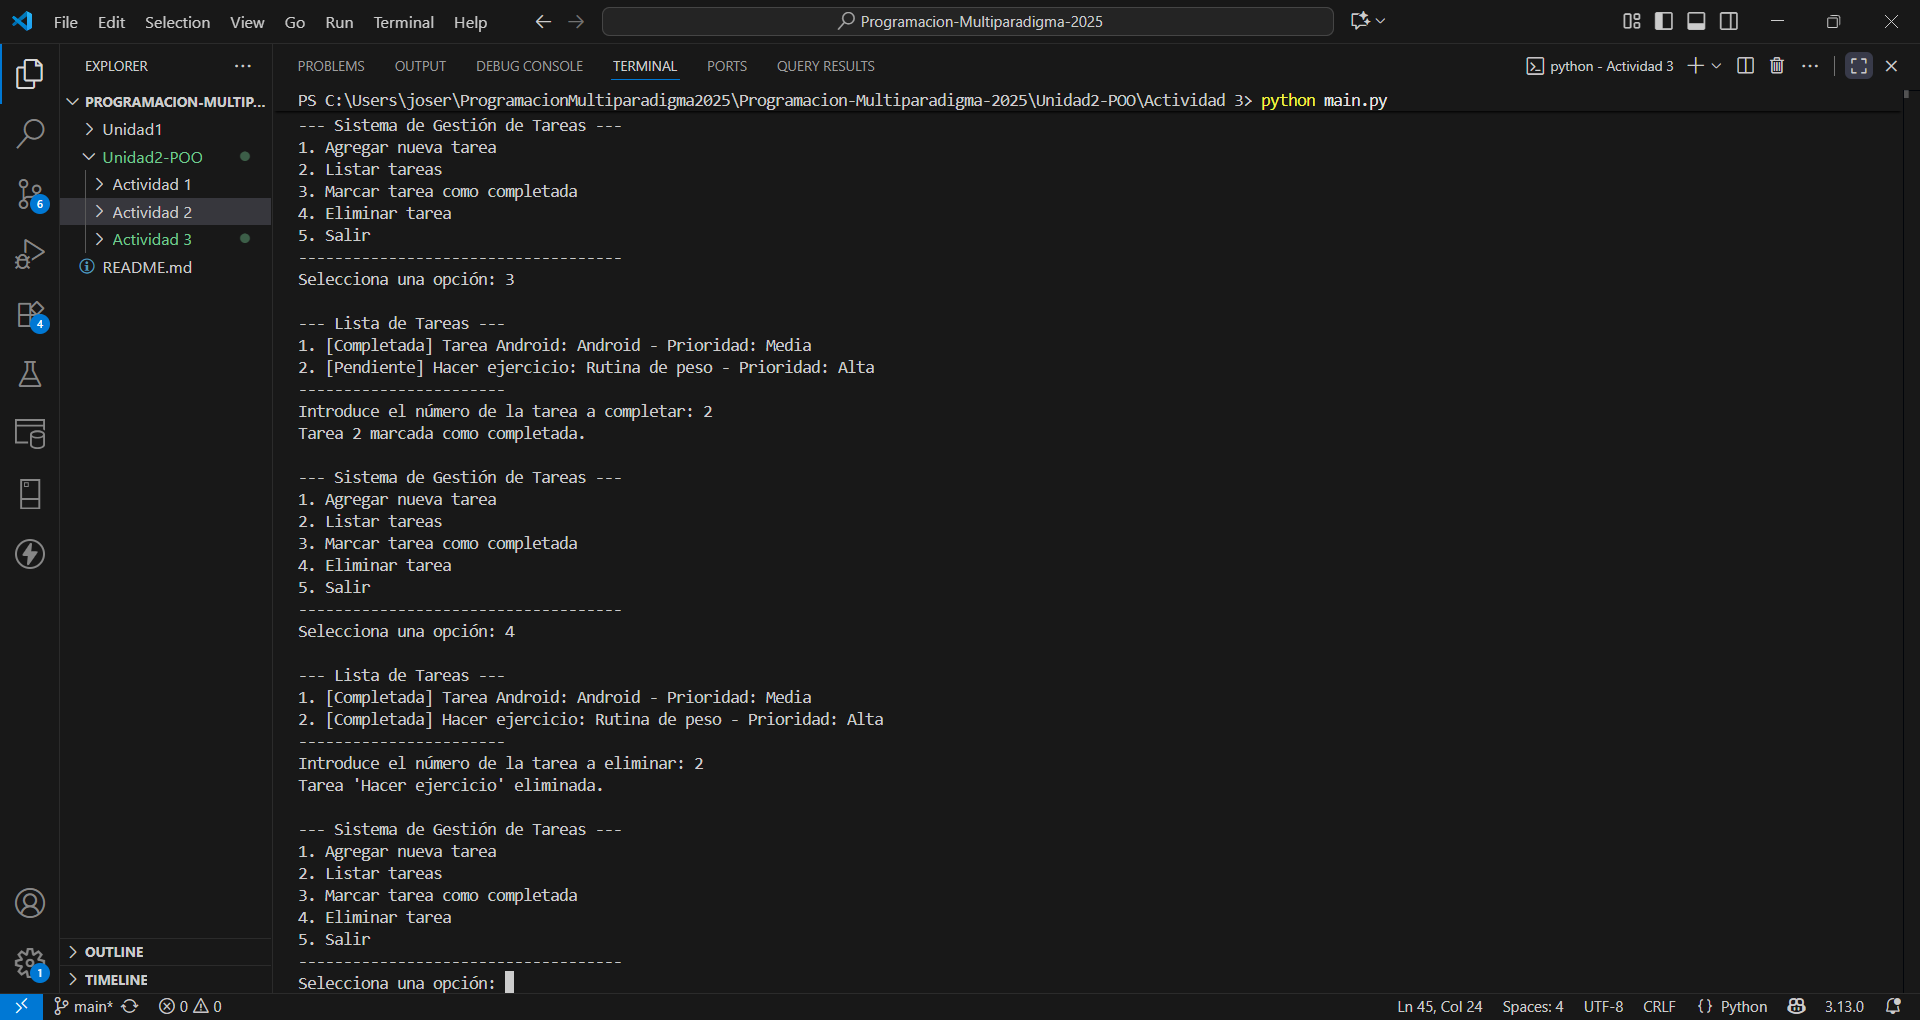 File Edit Selection View Go Run Terminal Help
Programacion-Multiparadigma-2025
EXPLORER
PROGRAMACION-MULTIP...
Unidad1
Unidad2-POO
Actividad 1
Actividad 2
Actividad 3
README.md
OUTLINE
TIMELINE
6
4
1
PROBLEMS OUTPUT DEBUG CONSOLE TERMINAL PORTS QUERY RESULTS
python - Actividad 3
PS C:\Users\joser\ProgramacionMultiparadigma2025\Programacion-Multiparadigma-2025\Unidad2-POO\Actividad 3> python main.py
--- Sistema de Gestión de Tareas ---
1. Agregar nueva tarea
2. Listar tareas
3. Marcar tarea como completada
4. Eliminar tarea
5. Salir
------------------------------------
Selecciona una opción: 3
--- Lista de Tareas ---
1. [Completada] Tarea Android: Android - Prioridad: Media
2. [Pendiente] Hacer ejercicio: Rutina de peso - Prioridad: Alta
-----------------------
Introduce el número de la tarea a completar: 2
Tarea 2 marcada como completada.
--- Sistema de Gestión de Tareas ---
1. Agregar nueva tarea
2. Listar tareas
3. Marcar tarea como completada
4. Eliminar tarea
5. Salir
------------------------------------
Selecciona una opción: 4
--- Lista de Tareas ---
1. [Completada] Tarea Android: Android - Prioridad: Media
2. [Completada] Hacer ejercicio: Rutina de peso - Prioridad: Alta
-----------------------
Introduce el número de la tarea a eliminar: 2
Tarea 'Hacer ejercicio' eliminada.
--- Sistema de Gestión de Tareas ---
1. Agregar nueva tarea
2. Listar tareas
3. Marcar tarea como completada
4. Eliminar tarea
5. Salir
------------------------------------
Selecciona una opción:
main* 0 0 Ln 45, Col 24 Spaces: 4 UTF-8 CRLF {} Python 3.13.0